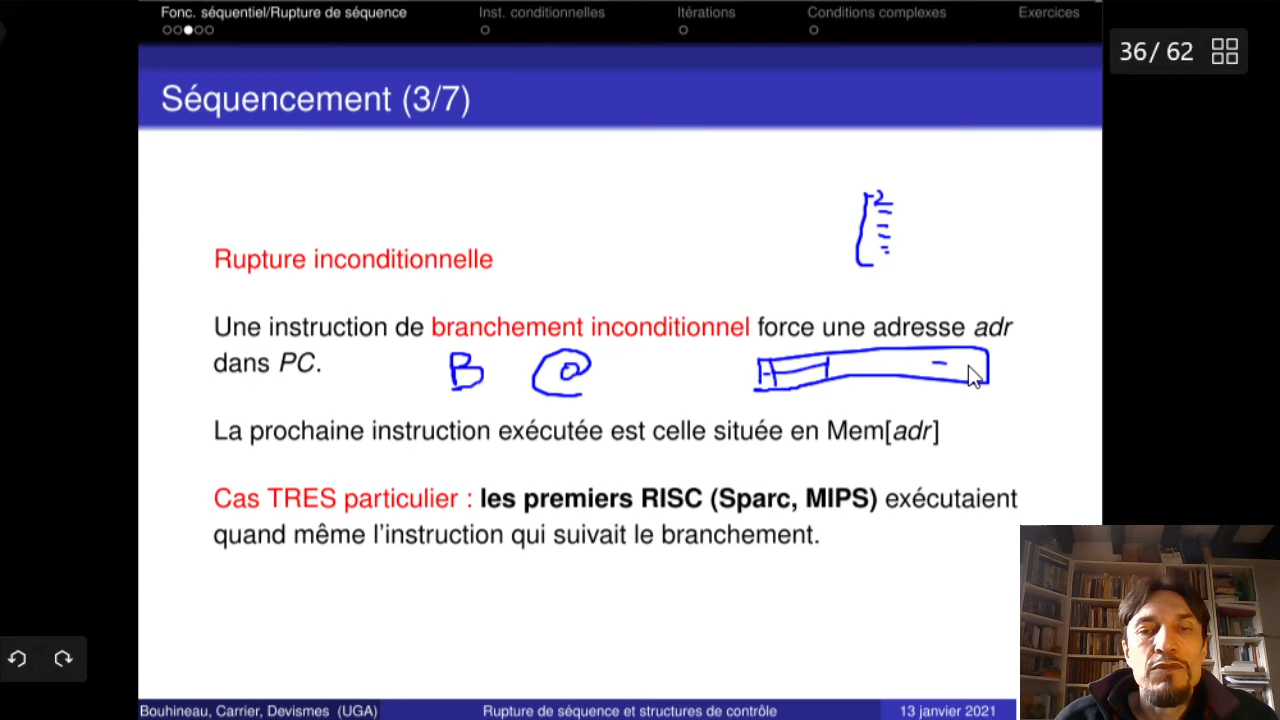 Fonc. séquentiel/Rupture de séquence Inst. conditionnelles Itérations Conditions complexes Exercices
36/ 62
Séquencement (3/7)
2
Rupture inconditionnelle
Une instruction de branchement inconditionnel force une adresse adr
dans PC.
B @
La prochaine instruction exécutée est celle située en Mem[adr]
Cas TRES particulier : les premiers RISC (Sparc, MIPS) exécutaient
quand même l'instruction qui suivait le branchement.
Bouhineau, Carrier, Devismes (UGA) Rupture de séquence et structures de contrôle 13 janvier 2021